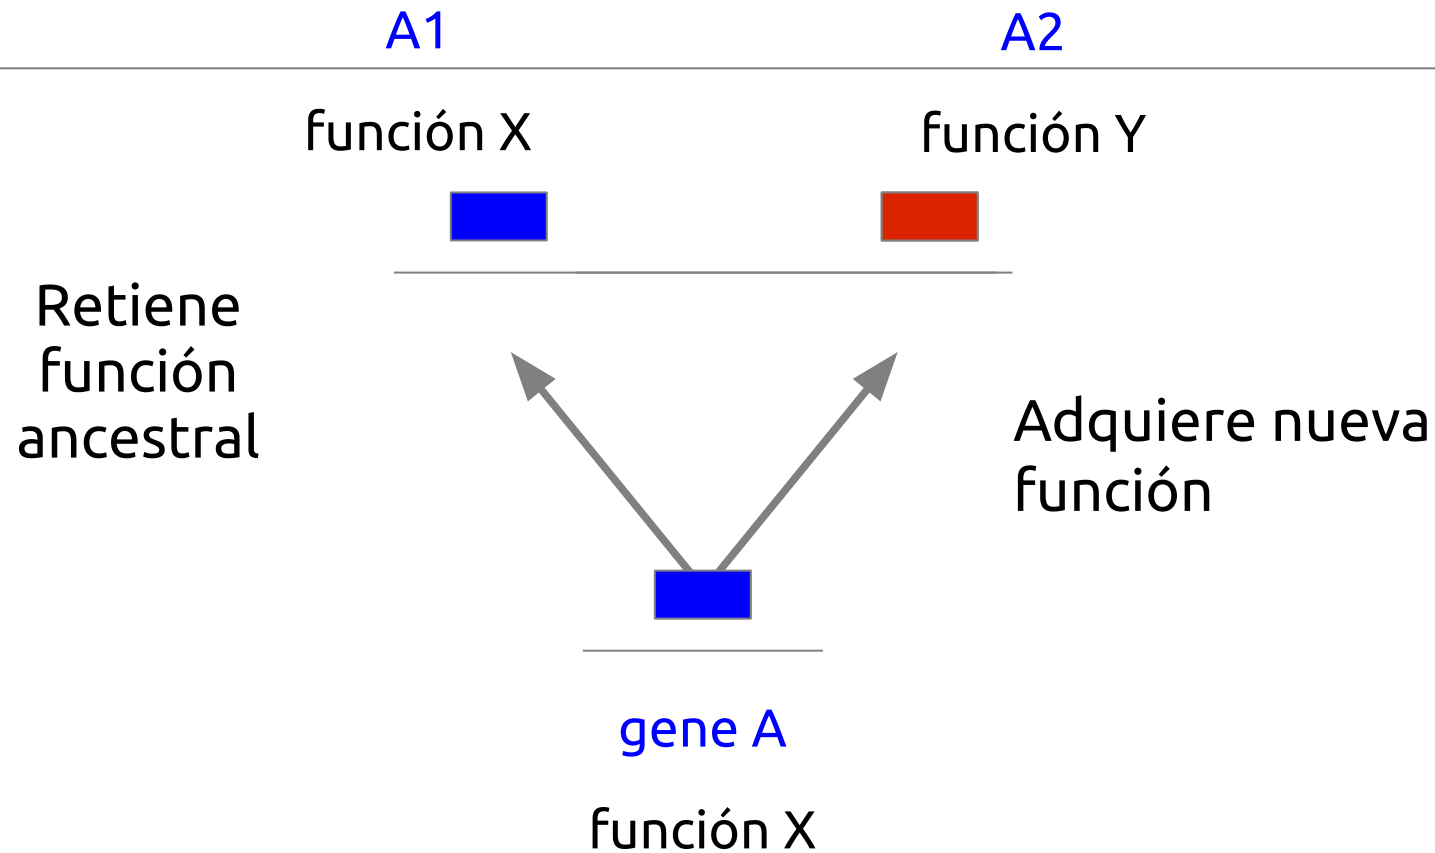 A1
A2
función X
función Y
Retiene
función
ancestral
Adquiere nueva
función
gene A
función X